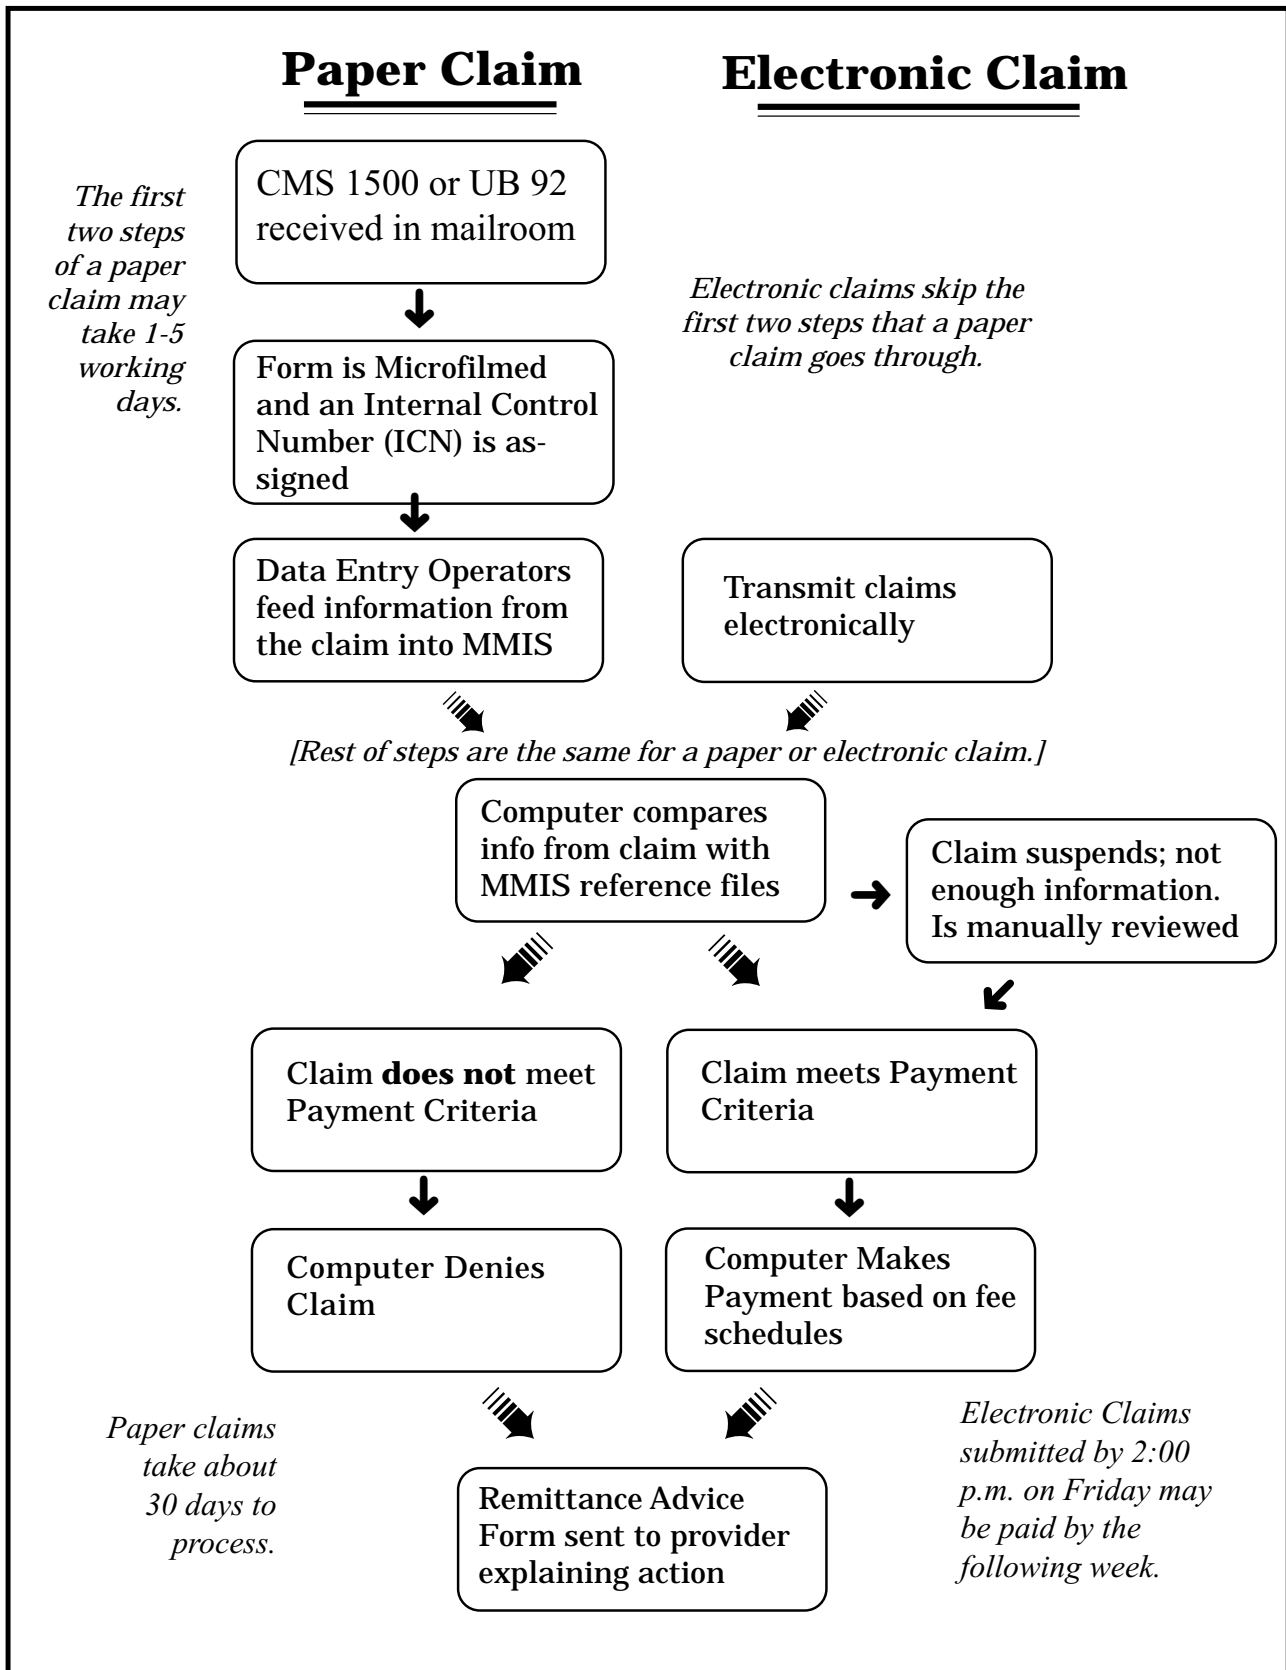 Paper Claim
Electronic Claim
The first
two steps
of a paper
claim may
take 1-5
working
days.
CMS 1500 or UB 92
received in mailroom
Electronic claims skip the
first two steps that a paper
claim goes through.
Form is Microfilmed
and an Internal Control
Number (ICN) is as-
signed
Data Entry Operators
feed information from
the claim into MMIS
Transmit claims
electronically
[Rest of steps are the same for a paper or electronic claim.]
Computer compares
info from claim with
MMIS reference files
Claim suspends; not
enough information.
Is manually reviewed
Claim does not meet
Payment Criteria
Claim meets Payment
Criteria
Computer Denies
Claim
Computer Makes
Payment based on fee
schedules
Paper claims
take about
30 days to
process.
Remittance Advice
Form sent to provider
explaining action
Electronic Claims
submitted by 2:00
p.m. on Friday may
be paid by the
following week.